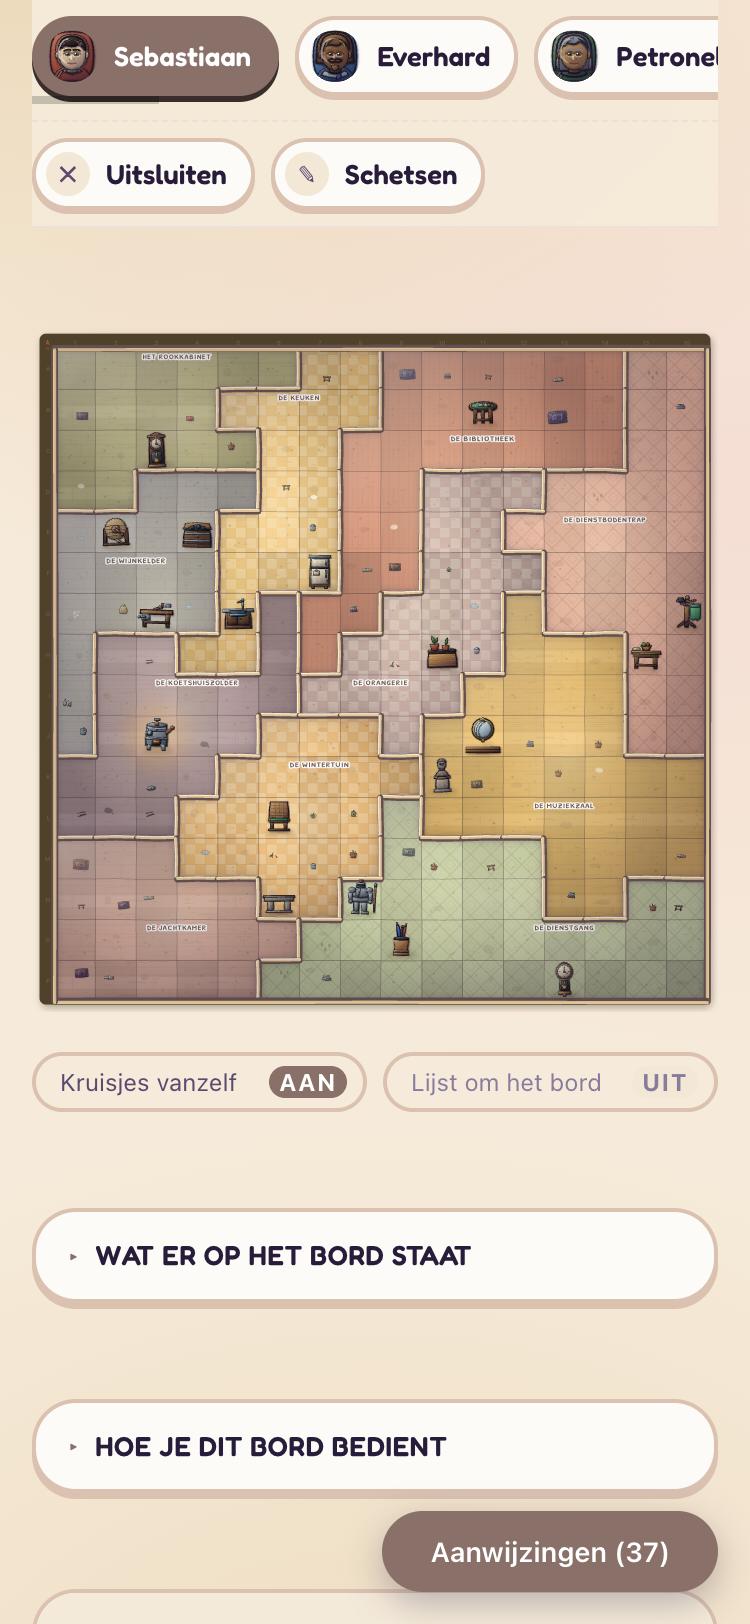 Sebastiaan
Everhard
Petronel
Uitsluiten
Schetsen
HET ROOKKABINET
DE KEUKEN
DE BIBLIOTHEEK
DE DIENSTBODENTRAP
DE WIJNKELDER
DE KOETSHUISZOLDER
DE ORANGERIE
DE WINTERTUIN
DE MUZIEKZAAL
DE JACHTKAMER
DE DIENSTGANG
Kruisjes vanzelf AAN
Lijst om het bord UIT
WAT ER OP HET BORD STAAT
HOE JE DIT BORD BEDIENT
Aanwijzingen (37)